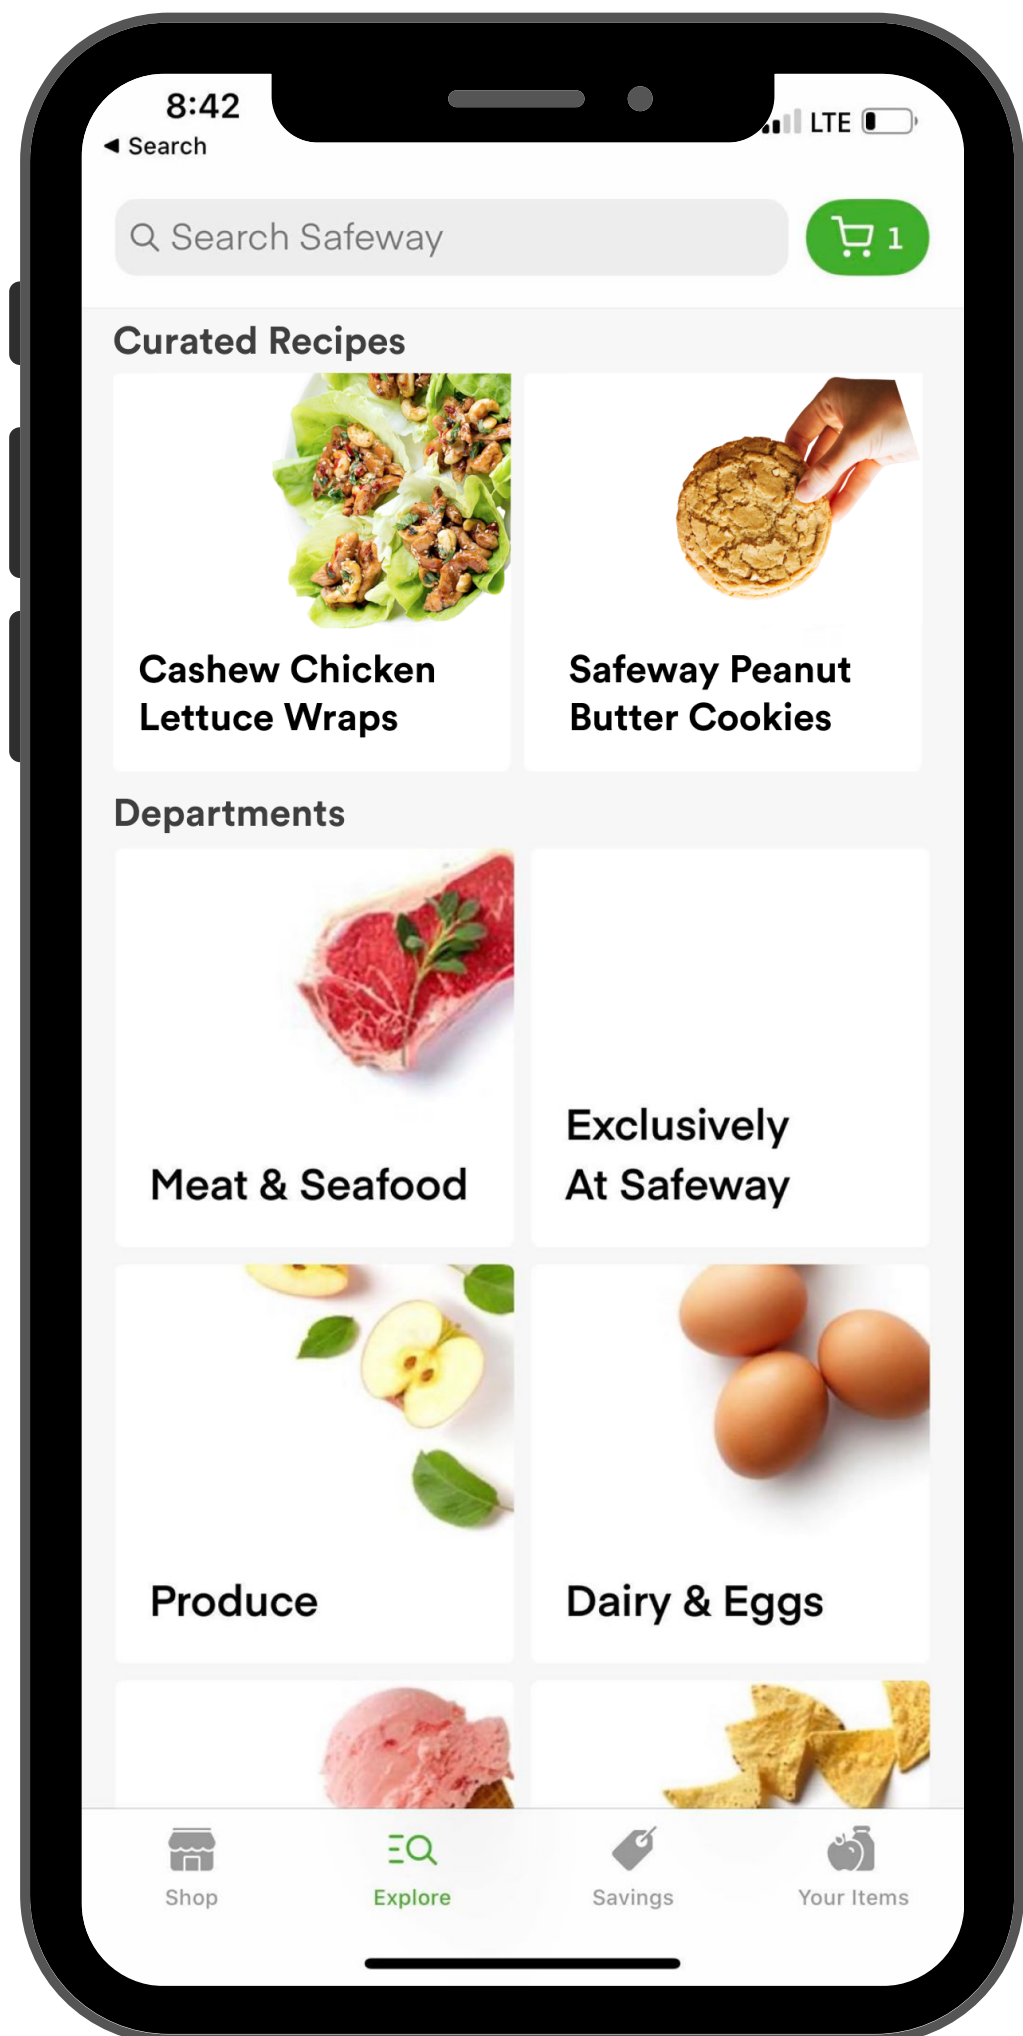 8:42
LTE
Search
Search Safeway
1
Curated Recipes
Cashew Chicken
Lettuce Wraps
Safeway Peanut
Butter Cookies
Departments
Meat & Seafood
Exclusively
At Safeway
Produce
Dairy & Eggs
Shop
Explore
Savings
Your Items